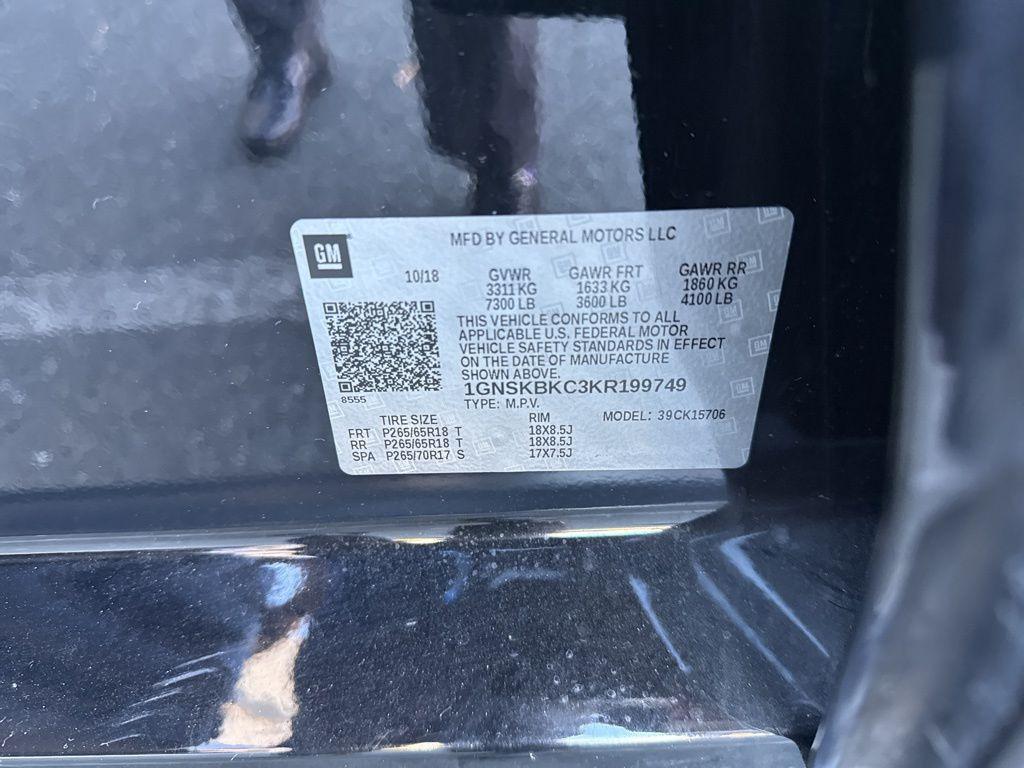 GM
MFD BY GENERAL MOTORS LLC
10/18 GVWR GAWR FRT GAWR RR
3311 KG 1633 KG 1860 KG
7300 LB 3600 LB 4100 LB
THIS VEHICLE CONFORMS TO ALL
APPLICABLE U.S. FEDERAL MOTOR
VEHICLE SAFETY STANDARDS IN EFFECT
ON THE DATE OF MANUFACTURE
SHOWN ABOVE.
8555
1GNSKBKC3KR199749
TYPE: M.P.V. MODEL: 39CK15706
TIRE SIZE RIM
FRT P265/65R18 T 18X8.5J
RR P265/65R18 T 18X8.5J
SPA P265/70R17 S 17X7.5J